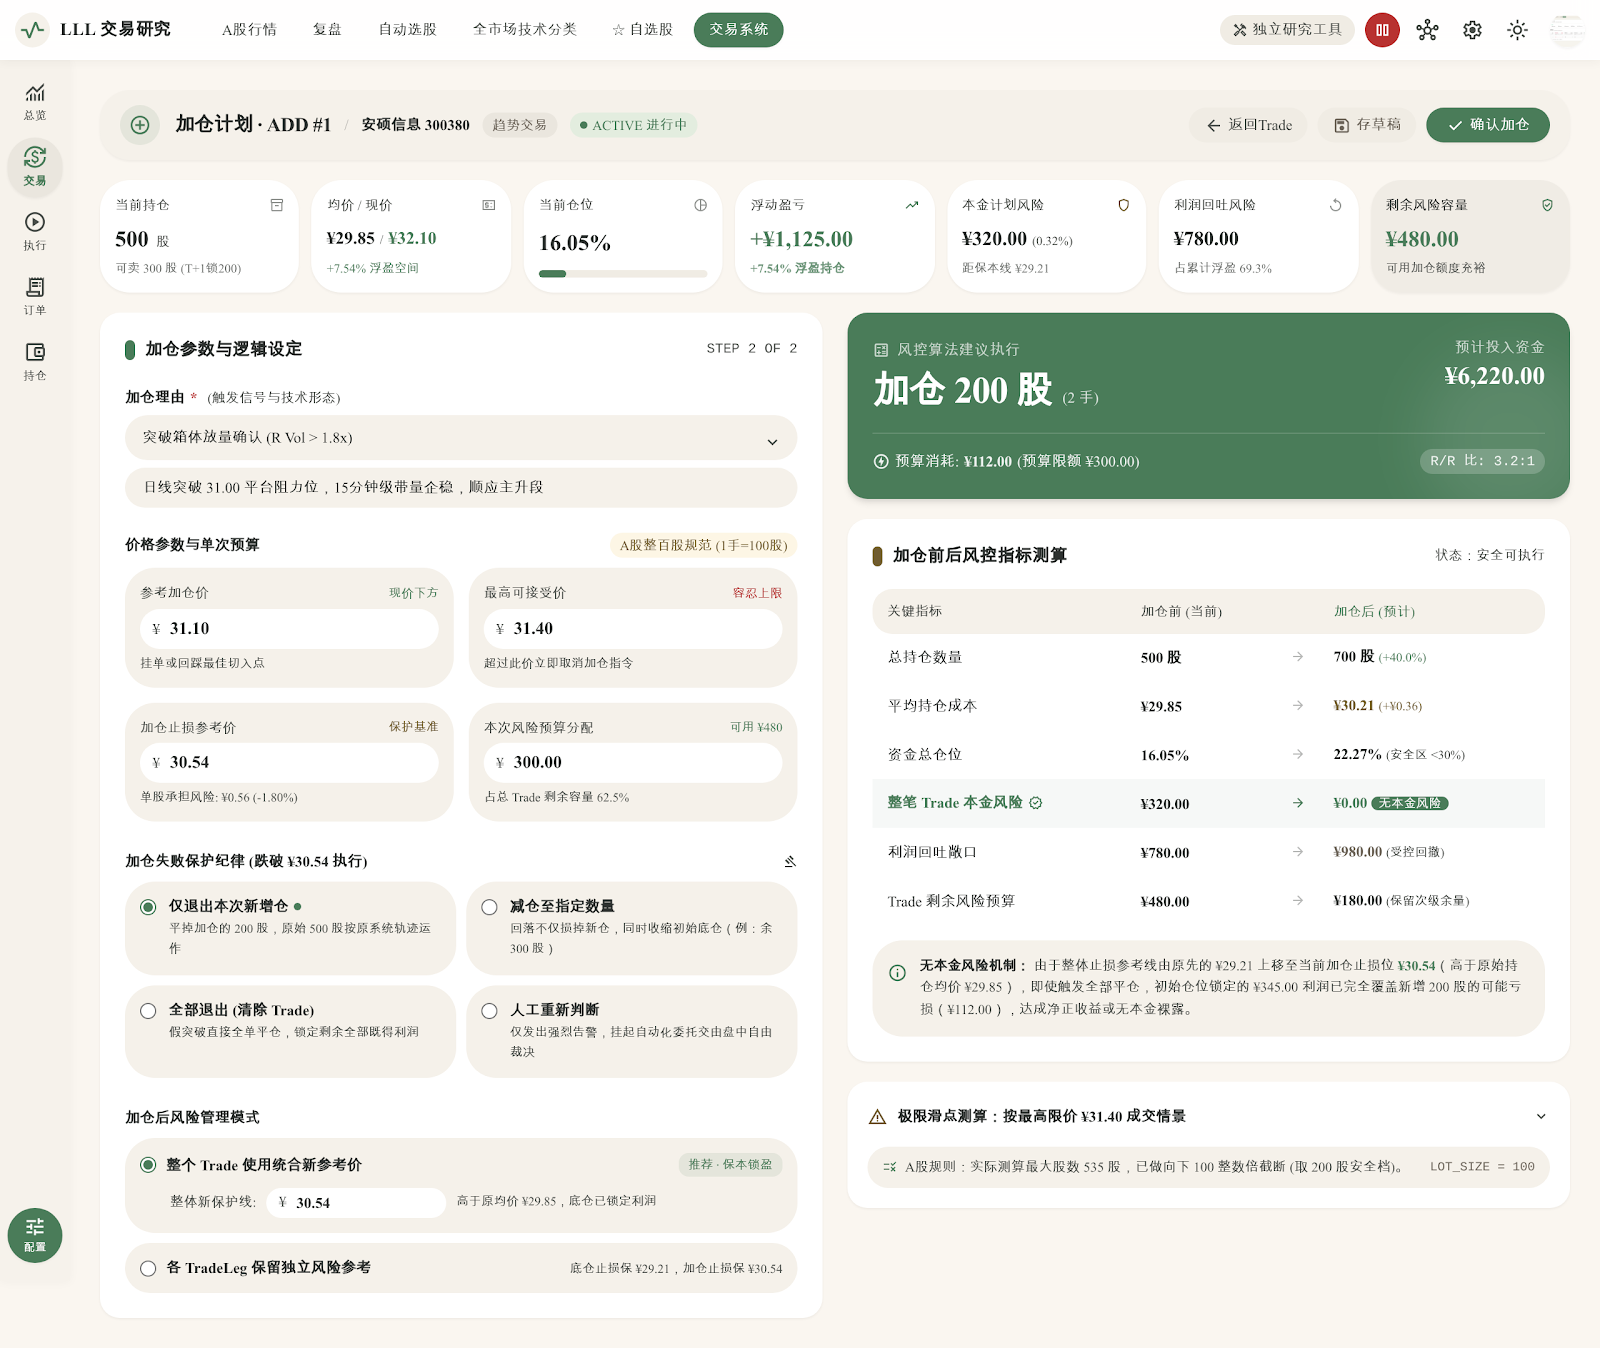 LLL 交易研究
A股行情
复盘
自动选股
全市场技术分类
☆ 自选股
交易系统
独立研究工具
总览
交易
执行
订单
持仓
配置
加仓计划 · ADD #1 / 安硕信息 300380
趋势交易
ACTIVE 进行中
返回Trade
存草稿
确认加仓
当前持仓
500 股
可卖 300 股 (T+1锁200)
均价 / 现价
¥29.85 / ¥32.10
+7.54% 浮盈空间
当前仓位
16.05%
浮动盈亏
+¥1,125.00
+7.54% 浮盈持仓
本金计划风险
¥320.00 (0.32%)
距保本线 ¥29.21
利润回吐风险
¥780.00
占累计浮盈 69.3%
剩余风险容量
¥480.00
可用加仓额度充裕
加仓参数与逻辑设定
STEP 2 OF 2
加仓理由 * (触发信号与技术形态)
突破箱体放量确认 (R Vol > 1.8x)
日线突破 31.00 平台阻力位，15分钟级带量企稳，顺应主升段
价格参数与单次预算
A股整百股规范 (1手=100股)
参考加仓价
现价下方
¥ 31.10
挂单或回踩最佳切入点
最高可接受价
容忍上限
¥ 31.40
超过此价立即取消加仓指令
加仓止损参考价
保护基准
¥ 30.54
单股承担风险: ¥0.56 (-1.80%)
本次风险预算分配
可用 ¥480
¥ 300.00
占总 Trade 剩余容量 62.5%
加仓失败保护纪律 (跌破 ¥30.54 执行)
仅退出本次新增仓
平掉加仓的 200 股，原始 500 股按原系统轨迹运
作
减仓至指定数量
回落不仅损掉新仓，同时收缩初始底仓（例：余
300 股）
全部退出 (清除 Trade)
假突破直接全单平仓，锁定剩余全部既得利润
人工重新判断
仅发出强烈告警，挂起自动化委托交由盘中自由
裁决
加仓后风险管理模式
整个 Trade 使用统合新参考价
推荐 · 保本锁盈
整体新保护线:
¥ 30.54
高于原均价 ¥29.85，底仓已锁定利润
各 TradeLeg 保留独立风险参考
底仓止损保 ¥29.21，加仓止损保 ¥30.54
风控算法建议执行
加仓 200 股 (2 手)
预计投入资金
¥6,220.00
预算消耗: ¥112.00 (预算限额 ¥300.00)
R/R 比: 3.2:1
加仓前后风控指标测算
状态：安全可执行
关键指标
加仓前 (当前)
加仓后 (预计)
总持仓数量
500 股
→
700 股 (+40.0%)
平均持仓成本
¥29.85
→
¥30.21 (+¥0.36)
资金总仓位
16.05%
→
22.27% (安全区 <30%)
整笔 Trade 本金风险
¥320.00
→
¥0.00 无本金风险
利润回吐敞口
¥780.00
→
¥980.00 (受控回撤)
Trade 剩余风险预算
¥480.00
→
¥180.00 (保留次级余量)
无本金风险机制： 由于整体止损参考线由原先的 ¥29.21 上移至当前加仓止损位 ¥30.54（高于原始持
仓均价 ¥29.85），即使触发全部平仓，初始仓位锁定的 ¥345.00 利润已完全覆盖新增 200 股的可能亏
损（¥112.00），达成净正收益或无本金裸露。
极限滑点测算：按最高限价 ¥31.40 成交情景
A股规则：实际测算最大股数 535 股，已做向下 100 整数倍截断 (取 200 股安全档)。
LOT_SIZE = 100